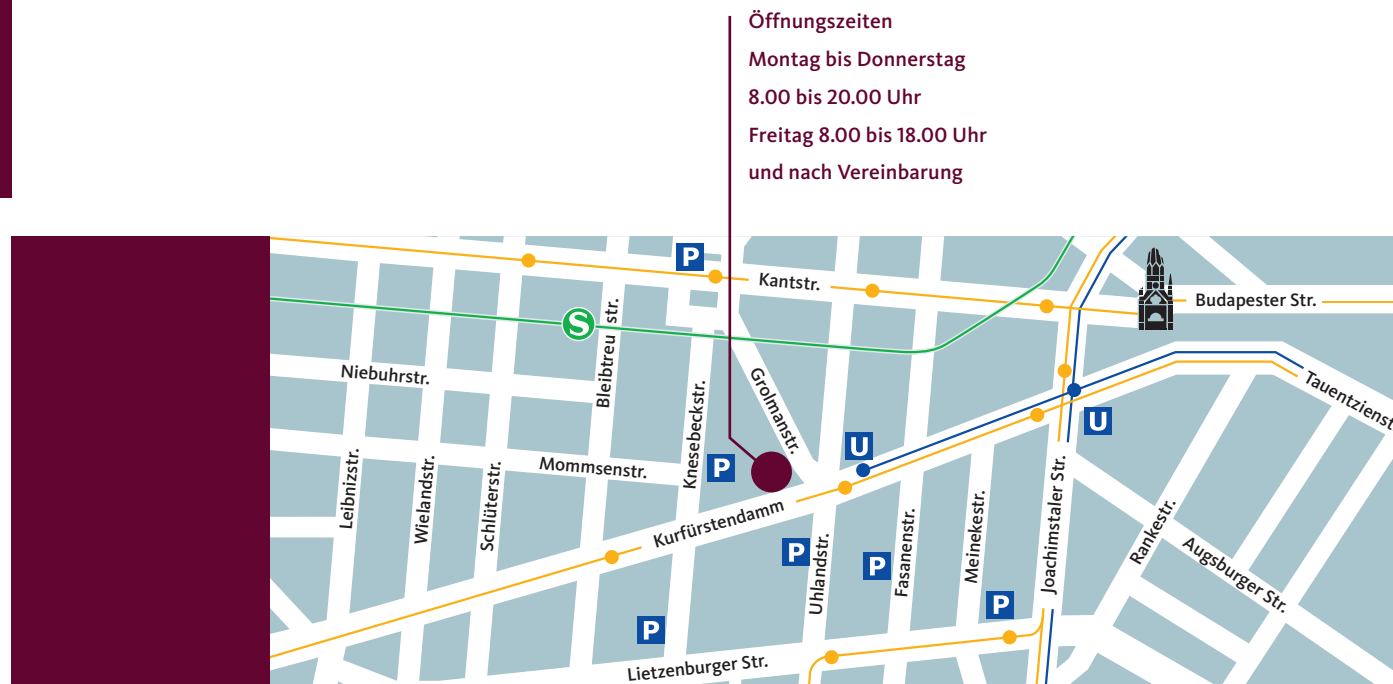 Öffnungszeiten
Montag bis Donnerstag
8.00 bis 20.00 Uhr
Freitag 8.00 bis 18.00 Uhr
und nach Vereinbarung
P
Kantstr.
Budapester Str.
S
Bleibtreu str.
Niebuhrstr.
Knesebeckstr.
Grolmanstr.
Tauentzienst
U
U
P
Mommsenstr.
Leibnizstr.
Wielandstr.
Schlüterstr.
Kurfürstendamm
Joachimstaler Str.
Rankestr.
Augsburger Str.
Meinekestr.
Fasanenstr.
Uhlandstr.
P
P
P
P
Lietzenburger Str.